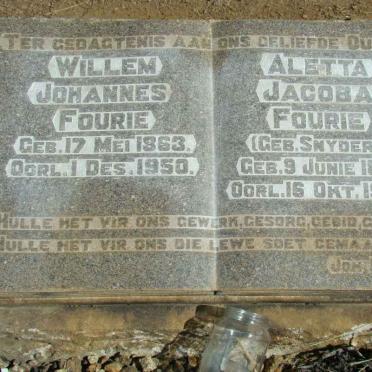 Ter gedagtenis aan ons geliefde
Willem
Johannes
Fourie
Geb. 17 Mei 1863.
Oorl. 1 Des. 1950.
Aletta
Jacoba
Fourie
(Geb. Snyder
Geb. 9 Junie 1
Oorl. 16 Okt. 1
Hulle het vir ons gewerk, gesorg, gebid,
Hulle het vir ons die lewe soet gemaa